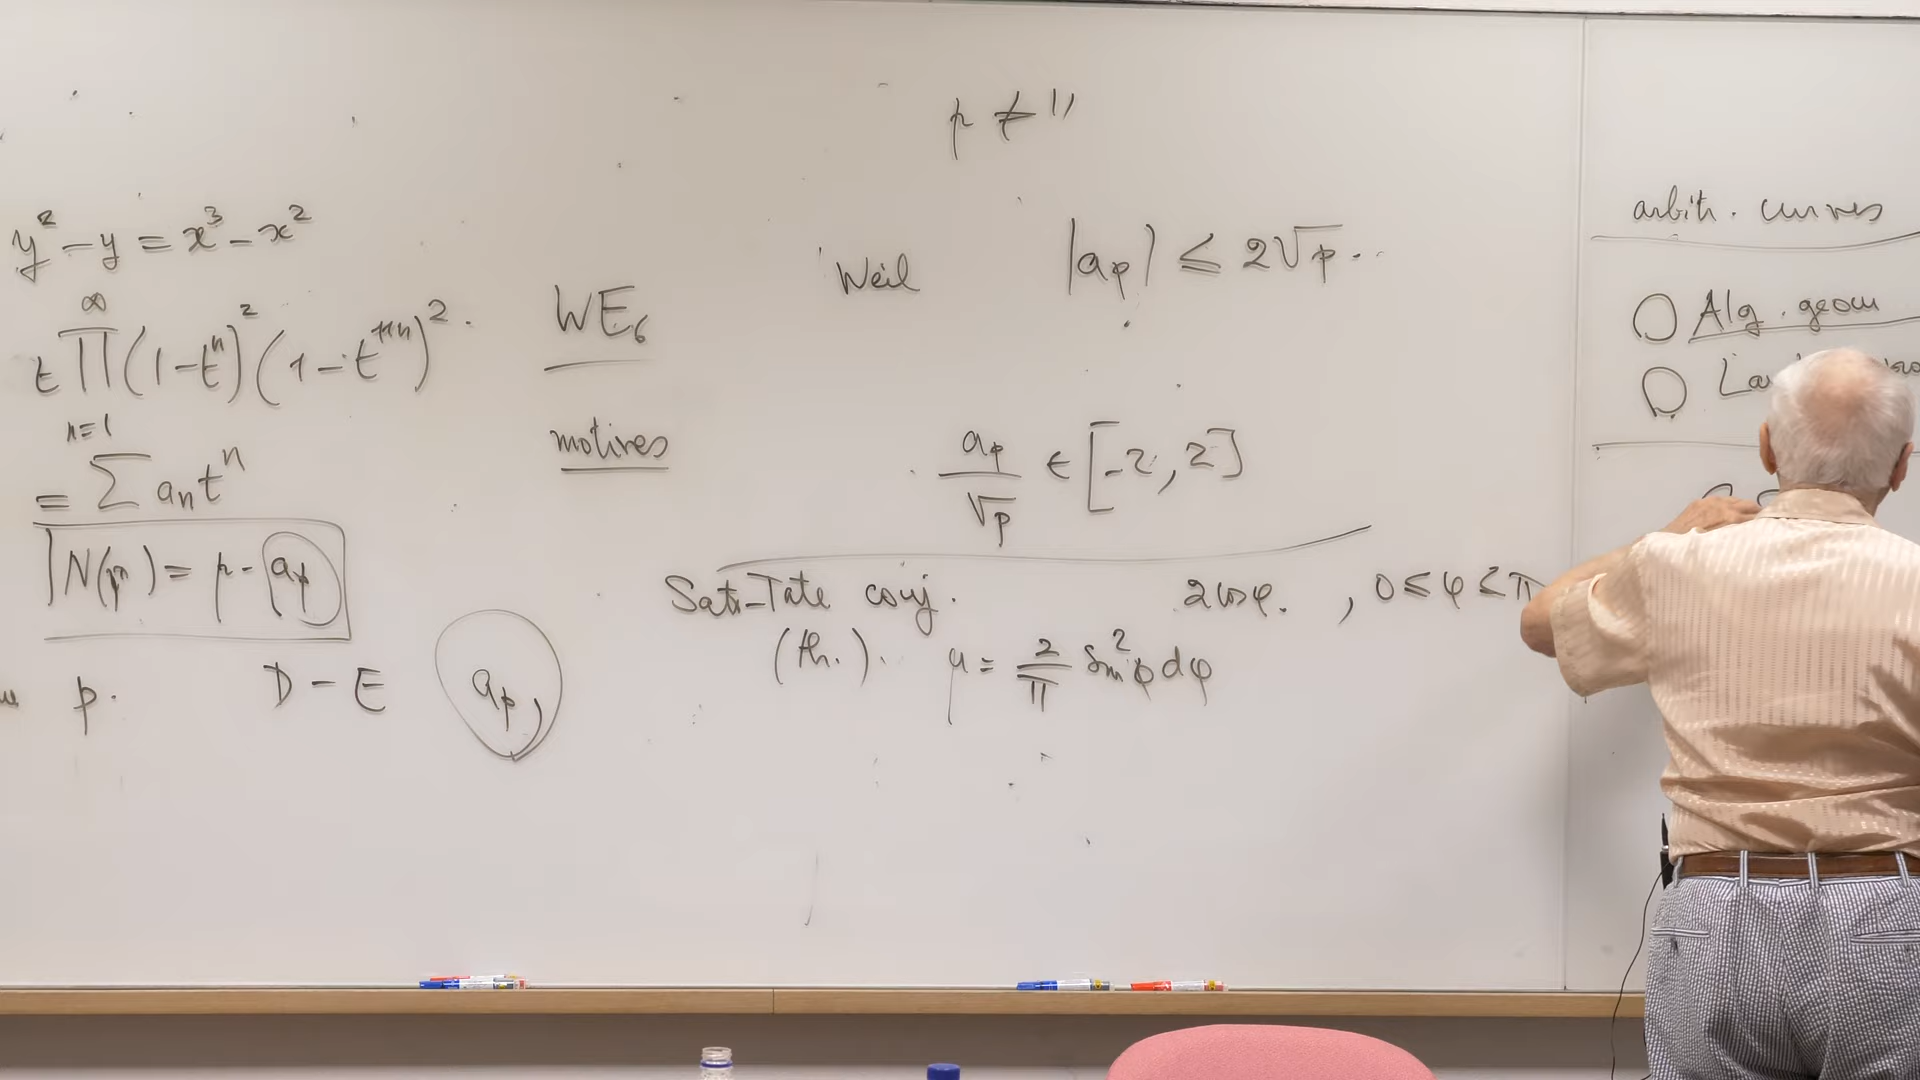 y² - y = x³ - x²
t ∏_{n=1}^{∞} (1-tⁿ)² (1-t¹¹ⁿ)².
= Σ aₙtⁿ
N(p) = p - a_p
p. D - E a_p,
WE₆
motives
p ≠ 11
Weil |a_p| ≤ 2√p.
a_p/√p ∈ [-2, 2]
Sato-Tate conj. 2cosφ. , 0 ≤ φ ≤ π
(th.). μ = 2/π sin²φ dφ
arbitr. curves
Alg. geom